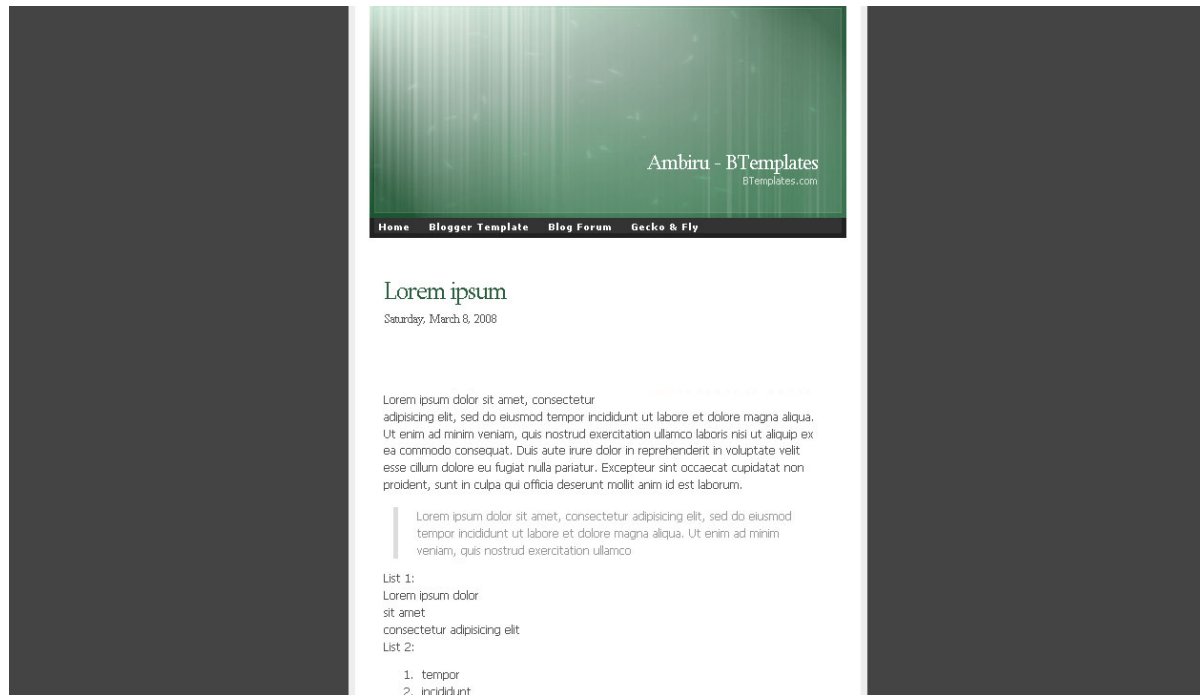 Ambiru - BTemplates
BTemplates.com
Home Blogger Template Blog Forum Gecko & Fly
Lorem ipsum
Saturday, March 8, 2008
Lorem ipsum dolor sit amet, consectetur
adipisicing elit, sed do eiusmod tempor incididunt ut labore et dolore magna aliqua.
Ut enim ad minim veniam, quis nostrud exercitation ullamco laboris nisi ut aliquip ex
ea commodo consequat. Duis aute irure dolor in reprehenderit in voluptate velit
esse cillum dolore eu fugiat nulla pariatur. Excepteur sint occaecat cupidatat non
proident, sunt in culpa qui officia deserunt mollit anim id est laborum.
Lorem ipsum dolor sit amet, consectetur adipisicing elit, sed do eiusmod
tempor incididunt ut labore et dolore magna aliqua. Ut enim ad minim
veniam, quis nostrud exercitation ullamco
List 1:
Lorem ipsum dolor
sit amet
consectetur adipisicing elit
List 2:
1. tempor
2. incididunt